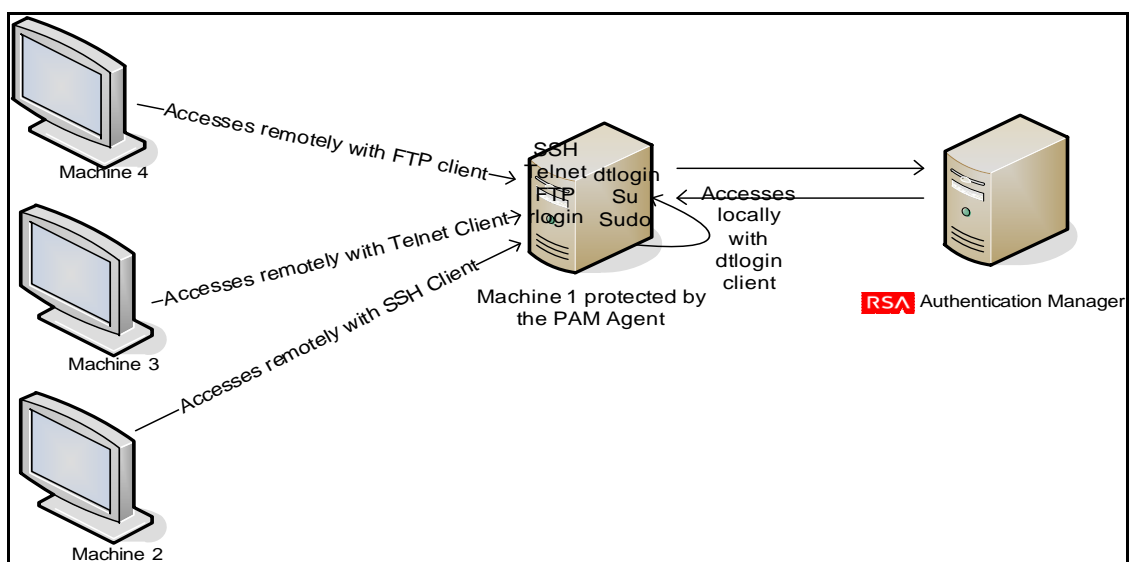 Accesses remotely with FTP client
Machine 4
SSH
Telnet
FTP
rlogin
dtlogin
Su
Sudo
Accesses
locally
with
dtlogin
client
Accesses remotely with Telnet Client
Machine 3
Accesses remotely with SSH Client
Machine 1 protected by
the PAM Agent
RSA Authentication Manager
Machine 2